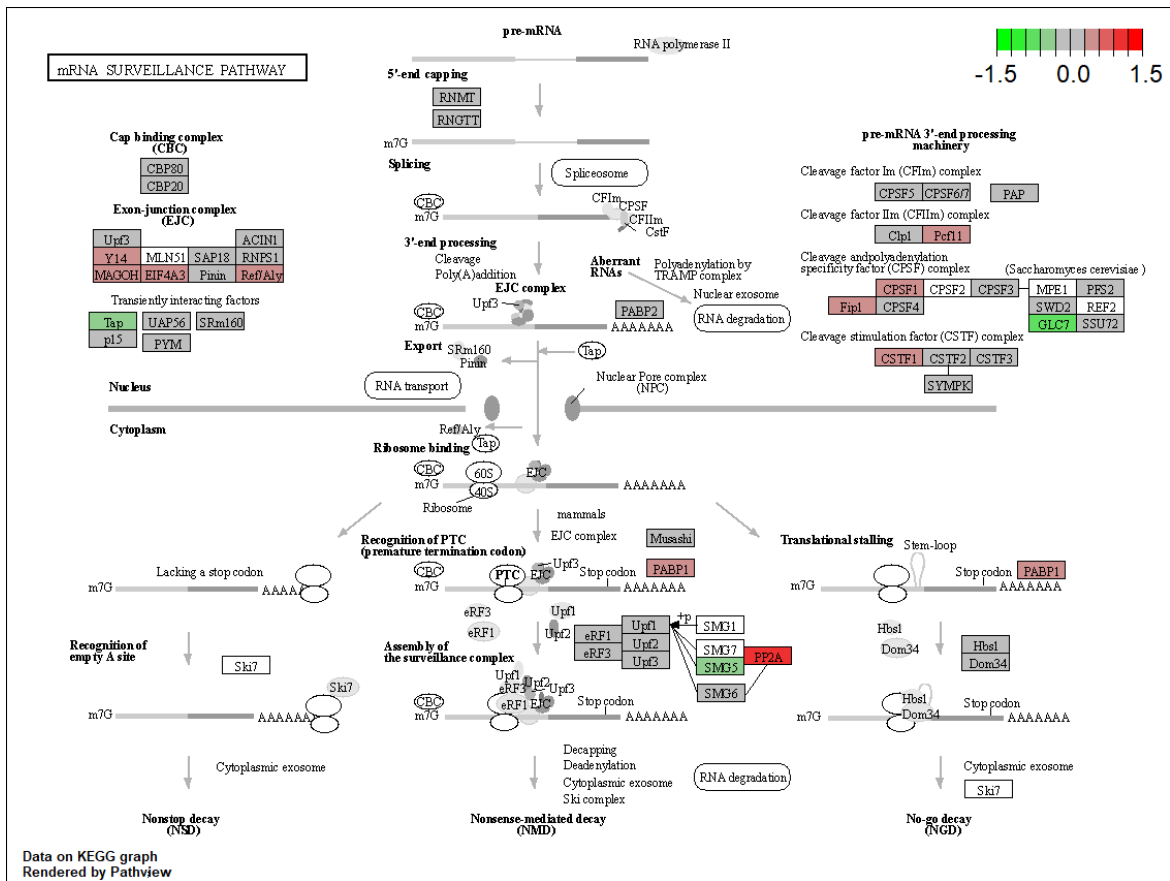 mRNA SURVEILLANCE PATHWAY
pre-mRNA
RNA polymerase II
-1.5 0.0 1.5
5'-end capping
RNMT
RNGTT
m7G
Cap binding complex
(CBC)
CBP80
CBP20
Exon-junction complex
(EJC)
Upf3 ACIN1
Y14 MLN51 SAP18 RNPS1
MAGOH EIF4A3 Pinin Ref/Aly
Transiently interacting factors
Tap UAP56 SRm160
p15 PYM
Splicing
Spliceosome
CBC
m7G
CFIm
CPSF
CFIIm
CstF
3'-end processing
Cleavage
Poly(A)addition
Aberrant
RNAs
Polyadenylation by
TRAMP complex
Nuclear exosome
RNA degradation
EJC complex
Upf3
CBC
m7G
PABP2
AAAAAAA
Export
SRm160
Pinin
Tap
pre-mRNA 3'-end processing
machinery
Cleavage factor Im (CFIm) complex
CPSF5 CPSF6/7 PAP
Cleavage factor IIm (CFIIm) complex
Clp1 Pcf11
Cleavage andpolyadenylation
specificity factor (CPSF) complex
(Saccharomyces cerevisiae )
CPSF1 CPSF2 CPSF3 MPE1 PFS2
Fip1 CPSF4 SWD2 REF2
GLC7 SSU72
Cleavage stimulation factor (CSTF) complex
CSTF1 CSTF2 CSTF3
SYMPK
Nucleus
RNA transport
Nuclear Pore complex
(NPC)
Cytoplasm
Ref/Aly
Tap
Ribosome binding
CBC
m7G
60S
40S
EJC
AAAAAAA
Ribosome
mammals
EJC complex
Recognition of PTC
(premature termination codon)
CBC
m7G
PTC
EJC
Upf3
Musashi
PABP1
Stop codon
AAAAAAA
Lacking a stop codon
m7G
AAAAA
Translational stalling
Stem-loop
m7G
Stop codon
PABP1
AAAAAAA
eRF3
eRF1
Upf1
Upf2
eRF1
eRF3
Upf1
Upf2
Upf3
+p
SMG1
SMG7
SMG5
PP2A
SMG6
Hbs1
Dom34
Hbs1
Dom34
Recognition of
empty A site
Ski7
Ski7
m7G
AAAAAAA
Assembly of
the surveillance complex
Upf1
eRF3
Upf2
Upf3
CBC
m7G
eRF1
EJC
Stop codon
AAAAAAA
Hbs1
Dom34
m7G
Stop codon
AAAAAAA
Cytoplasmic exosome
Decapping
Deadenylation
Cytoplasmic exosome
Ski complex
RNA degradation
Cytoplasmic exosome
Ski7
Nonstop decay
(NSD)
Nonsense-mediated decay
(NMD)
No-go decay
(NGD)
Data on KEGG graph
Rendered by Pathview